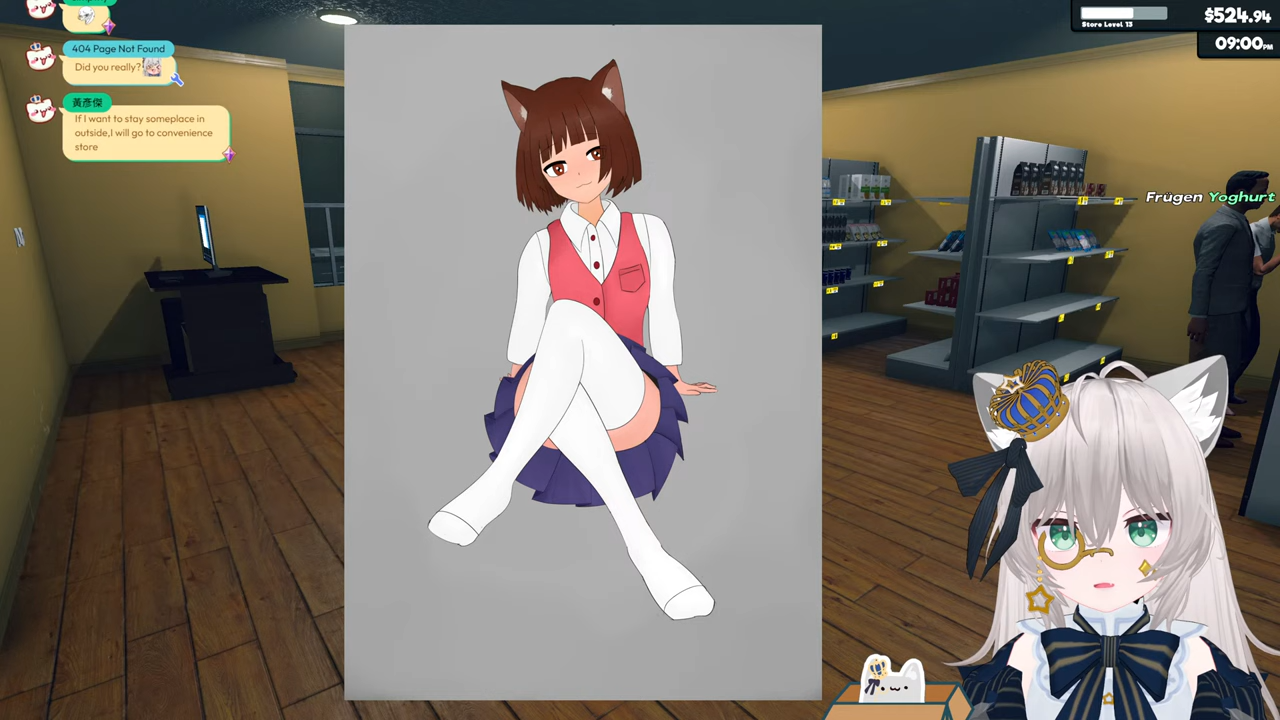 404 Page Not Found
Did you really?
黃彥傑
If I want to stay someplace in
outside,I will go to convenience
store
$524.94
Store Level 13
09:00PM
Frügen Yoghurt